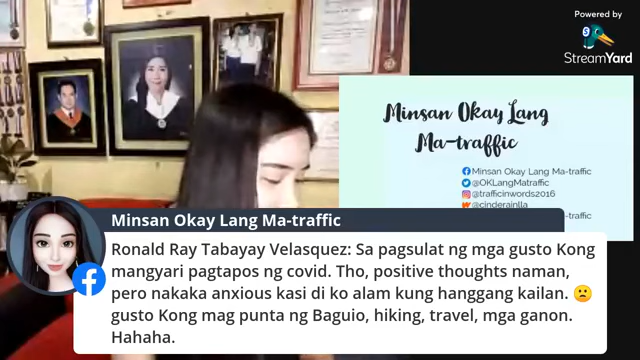 Powered by
StreamYard
Minsan Okay Lang
Ma-traffic
Minsan Okay Lang Ma-traffic
@OKLangMatraffic
@trafficinwords2016
@cinderainlla
-traffic
Minsan Okay Lang Ma-traffic
Ronald Ray Tabayay Velasquez: Sa pagsulat ng mga gusto Kong
mangyari pagtapos ng covid. Tho, positive thoughts naman,
pero nakaka anxious kasi di ko alam kung hanggang kailan. 🙁
gusto Kong mag punta ng Baguio, hiking, travel, mga ganon.
Hahaha.